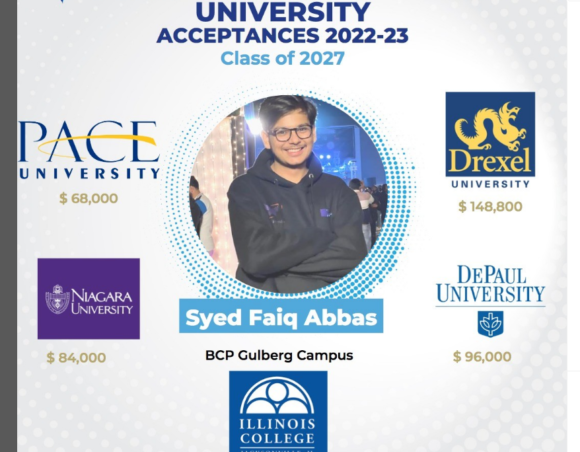 UNIVERSITY
ACCEPTANCES 2022-23
Class of 2027
PACE
UNIVERSITY
$ 68,000
Drexel
UNIVERSITY
$ 148,800
NIAGARA
UNIVERSITY
$ 84,000
DEPAUL
UNIVERSITY
$ 96,000
Syed Faiq Abbas
BCP Gulberg Campus
ILLINOIS
COLLEGE